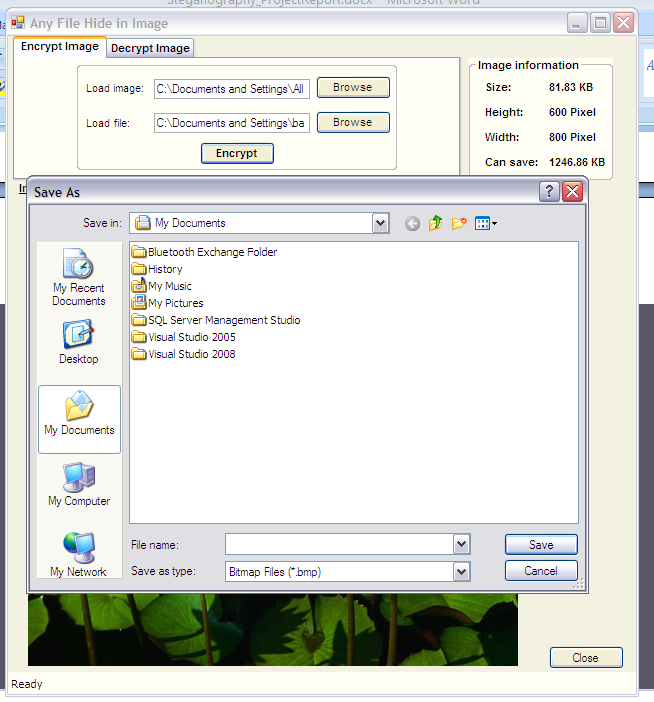 Steganography_ProjectReport.docx - Microsoft Word
Any File Hide in Image
Encrypt Image
Decrypt Image
Load image:
C:\Documents and Settings\All
Browse
Load file:
C:\Documents and Settings\ba
Browse
Encrypt
Image information
Size: 81.83 KB
Height: 600 Pixel
Width: 800 Pixel
Can save: 1246.86 KB
Save As
Save in:
My Documents
My Recent
Documents
Desktop
My Documents
My Computer
My Network
Bluetooth Exchange Folder
History
My Music
My Pictures
SQL Server Management Studio
Visual Studio 2005
Visual Studio 2008
File name:
Save
Save as type:
Bitmap Files (*.bmp)
Cancel
Close
Ready